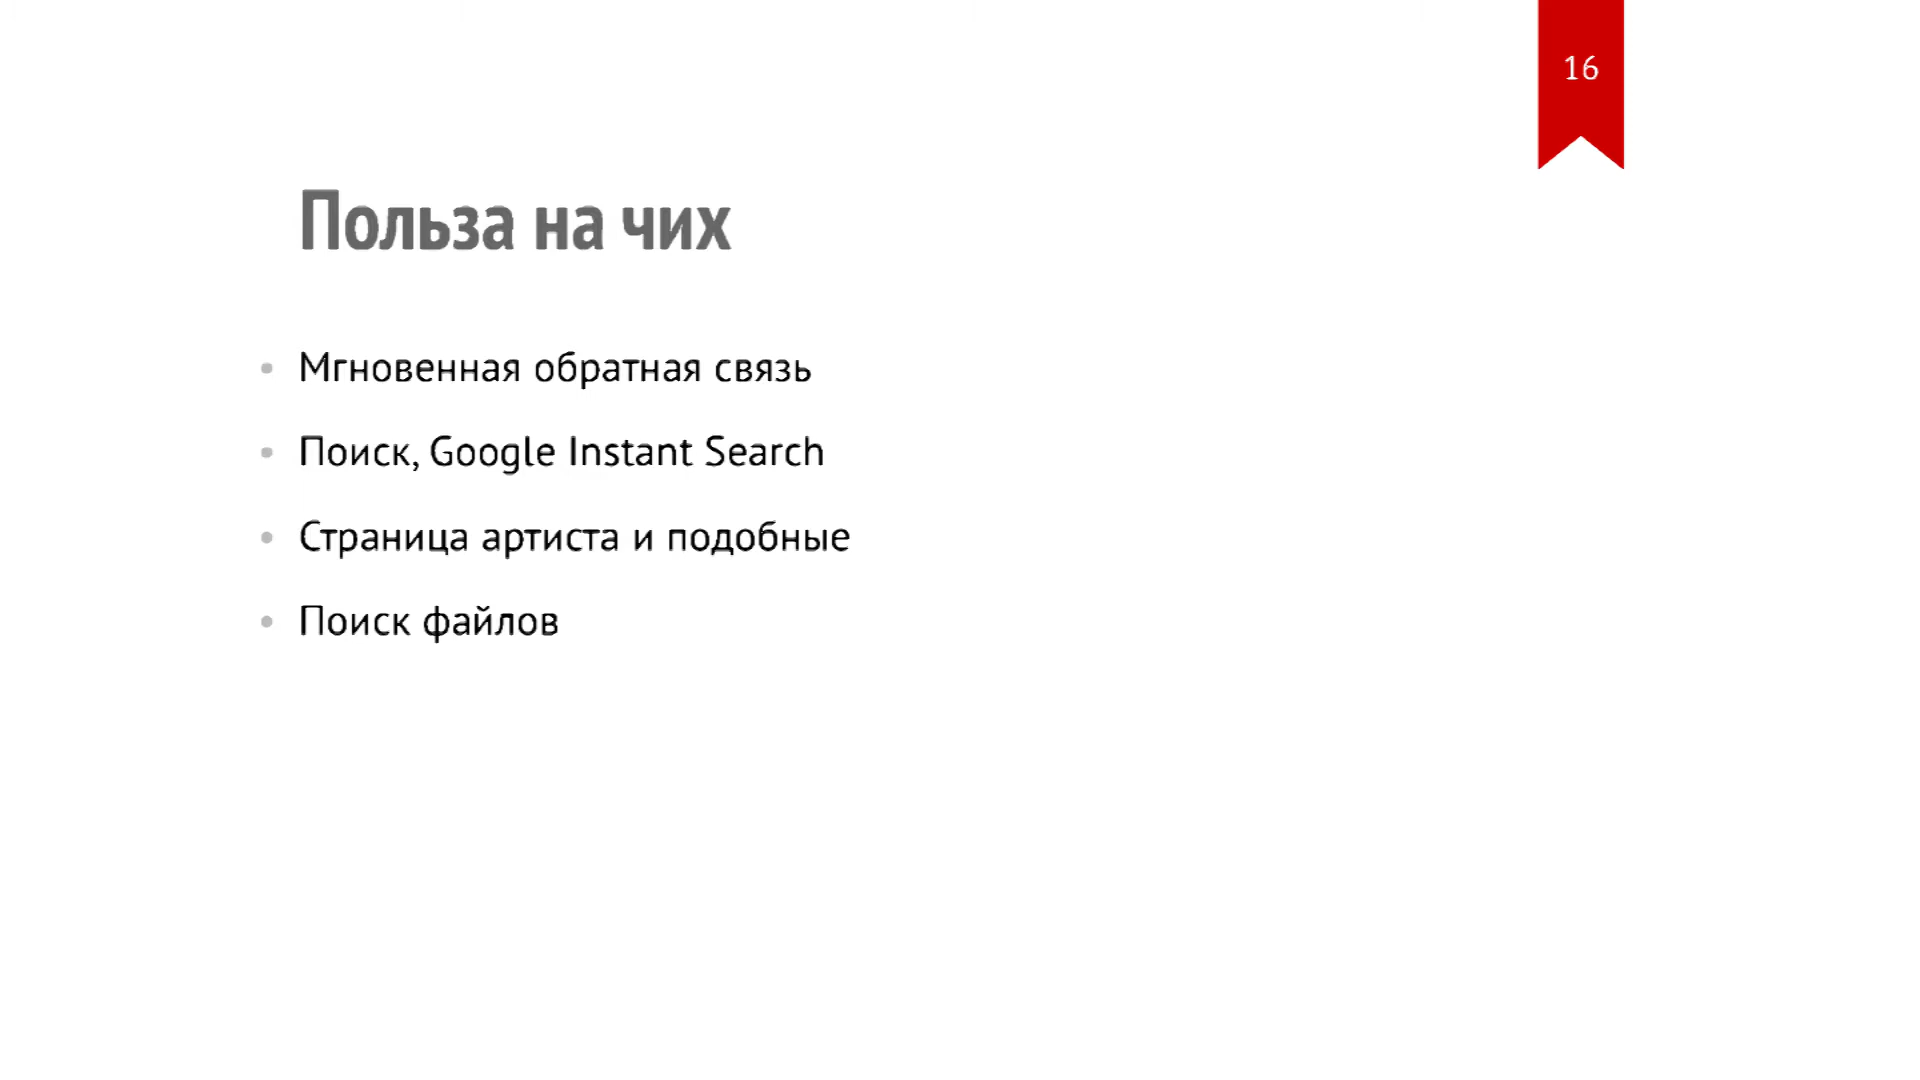 16
Польза на чих
Мгновенная обратная связь
Поиск, Google Instant Search
Страница артиста и подобные
Поиск файлов